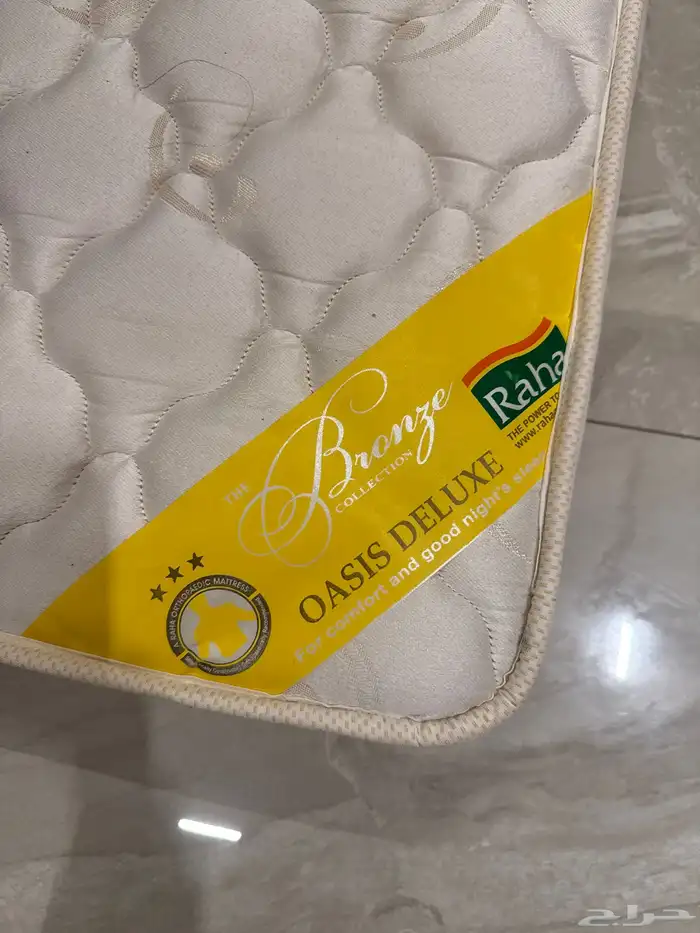 THE
Bronze
COLLECTION
OASIS DELUXE
For comfort and good night's
Raha
THE POWER TO
www.raha
A RAHA ORTHOPAEDIC MATTRESS
حراج